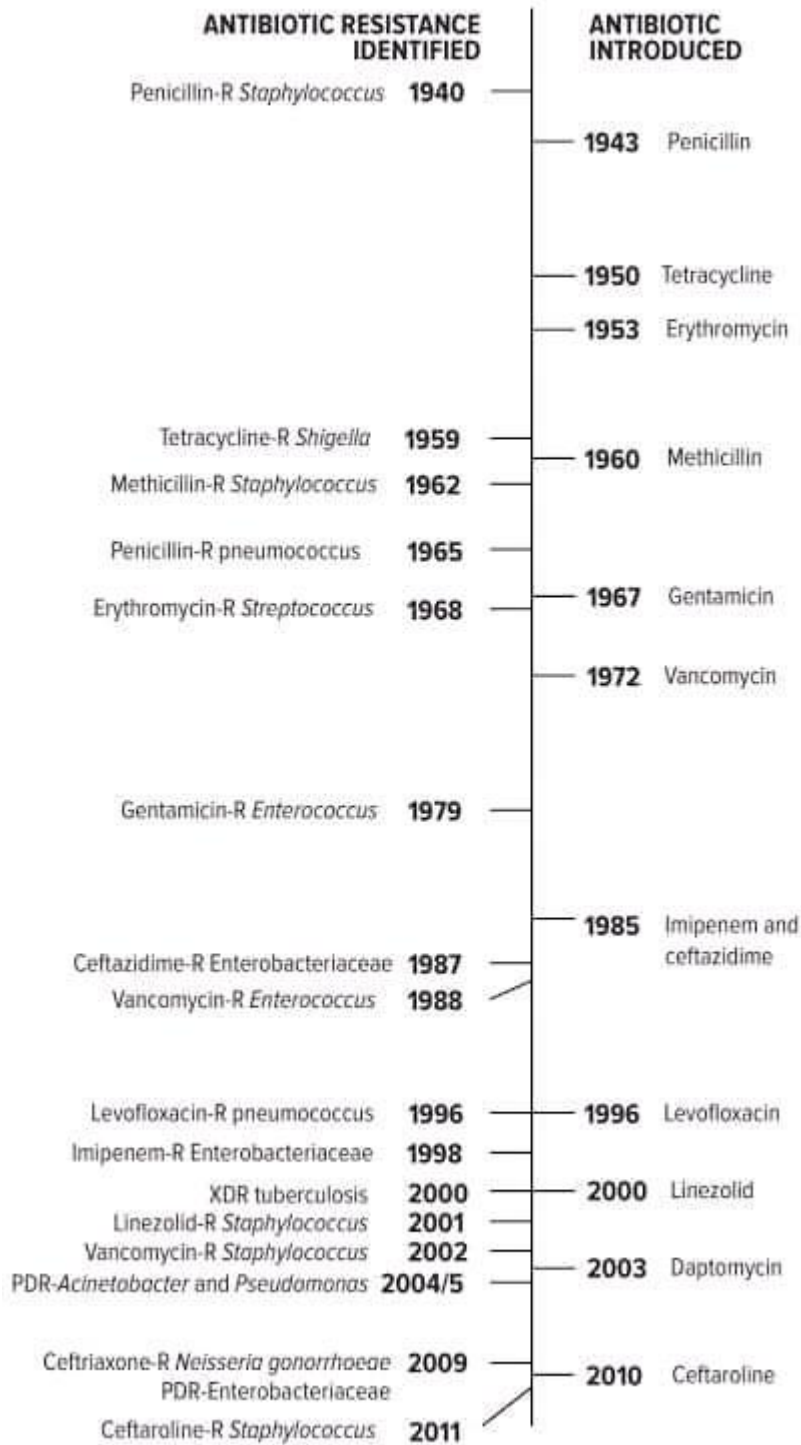 ANTIBIOTIC RESISTANCE
IDENTIFIED
ANTIBIOTIC
INTRODUCED
Penicillin-R Staphylococcus 1940
1943 Penicillin
1950 Tetracycline
1953 Erythromycin
Tetracycline-R Shigella 1959
1960 Methicillin
Methicillin-R Staphylococcus 1962
Penicillin-R pneumococcus 1965
1967 Gentamicin
Erythromycin-R Streptococcus 1968
1972 Vancomycin
Gentamicin-R Enterococcus 1979
1985 Imipenem and
ceftazidime
Ceftazidime-R Enterobacteriaceae 1987
Vancomycin-R Enterococcus 1988
Levofloxacin-R pneumococcus 1996
1996 Levofloxacin
Imipenem-R Enterobacteriaceae 1998
XDR tuberculosis 2000
2000 Linezolid
Linezolid-R Staphylococcus 2001
Vancomycin-R Staphylococcus 2002
2003 Daptomycin
PDR-Acinetobacter and Pseudomonas 2004/5
Ceftriaxone-R Neisseria gonorrhoeae 2009
PDR-Enterobacteriaceae
2010 Ceftaroline
Ceftaroline-R Staphylococcus 2011